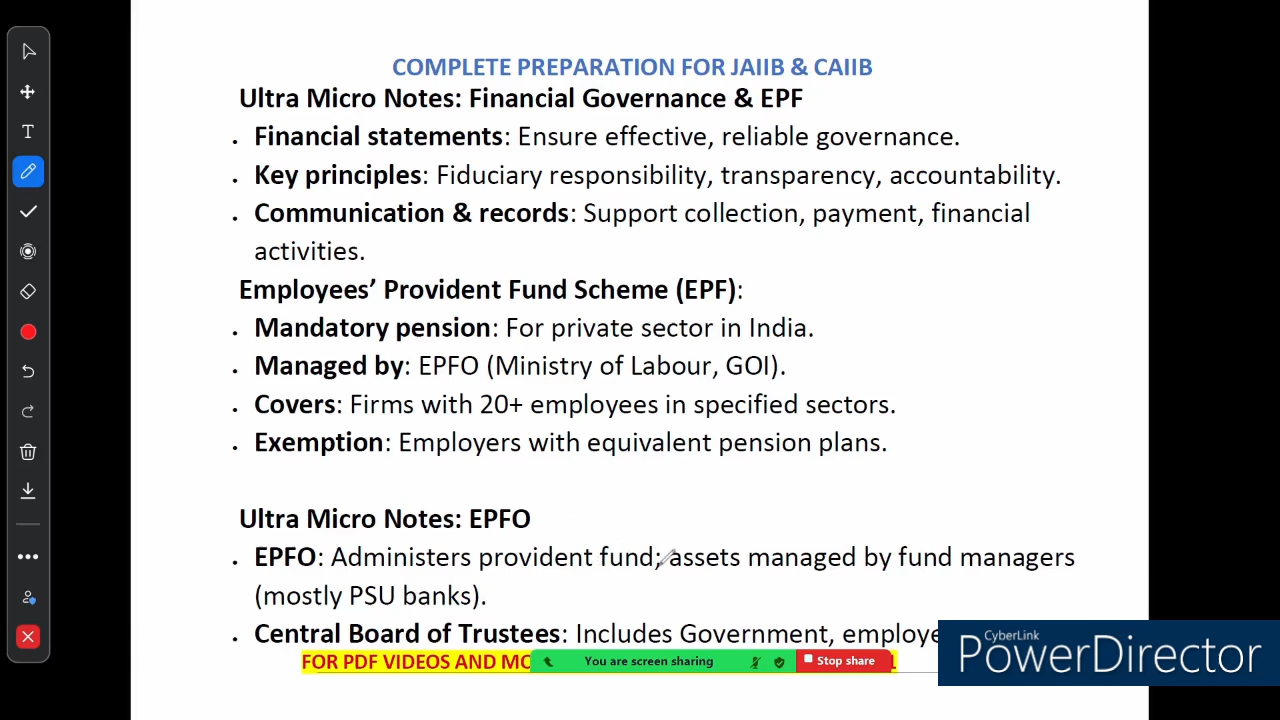 COMPLETE PREPARATION FOR JAIIB & CAIIB
Ultra Micro Notes: Financial Governance & EPF
• Financial statements: Ensure effective, reliable governance.
• Key principles: Fiduciary responsibility, transparency, accountability.
• Communication & records: Support collection, payment, financial
activities.
Employees’ Provident Fund Scheme (EPF):
• Mandatory pension: For private sector in India.
• Managed by: EPFO (Ministry of Labour, GOI).
• Covers: Firms with 20+ employees in specified sectors.
• Exemption: Employers with equivalent pension plans.
Ultra Micro Notes: EPFO
• EPFO: Administers provident fund; assets managed by fund managers
(mostly PSU banks).
• Central Board of Trustees: Includes Government,
FOR PDF VIDEOS AND
You are screen sharing
Stop share
CyberLink
PowerDirector
T